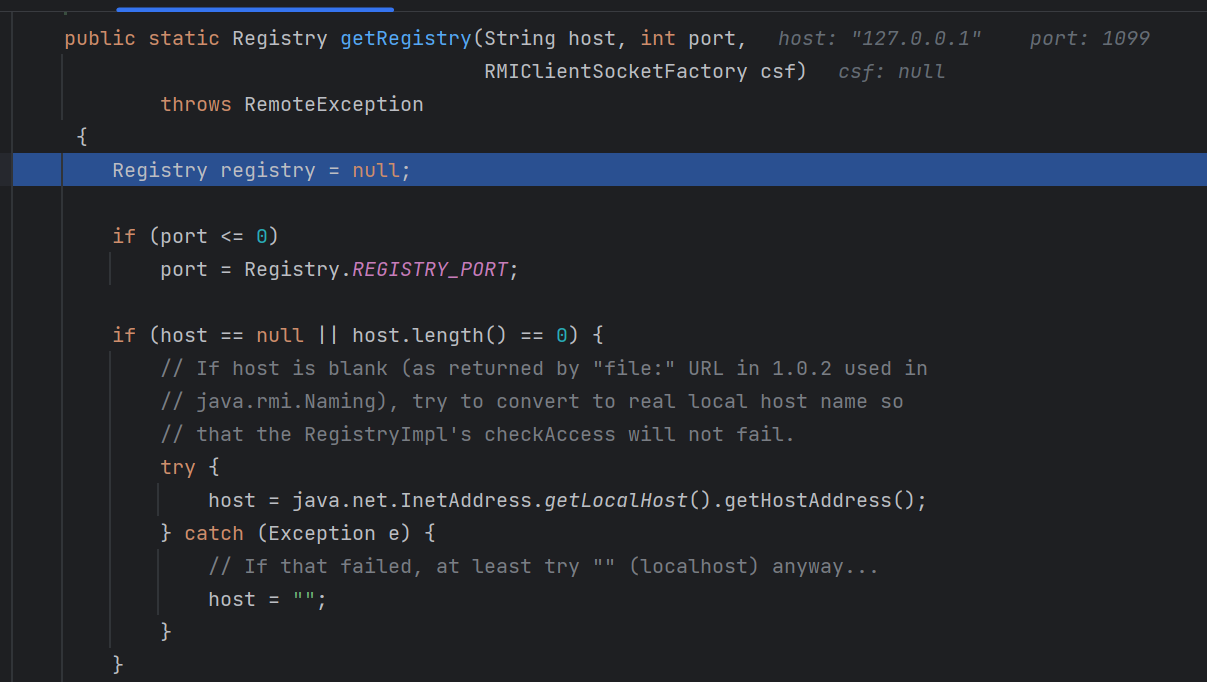 public static Registry getRegistry(String host, int port,   host: "127.0.0.1"    port: 1099
                                   RMIClientSocketFactory csf)   csf: null
        throws RemoteException
 {
    Registry registry = null;

    if (port <= 0)
        port = Registry.REGISTRY_PORT;

    if (host == null || host.length() == 0) {
        // If host is blank (as returned by "file:" URL in 1.0.2 used in
        // java.rmi.Naming), try to convert to real local host name so
        // that the RegistryImpl's checkAccess will not fail.
        try {
            host = java.net.InetAddress.getLocalHost().getHostAddress();
        } catch (Exception e) {
            // If that failed, at least try "" (localhost) anyway...
            host = "";
        }
    }